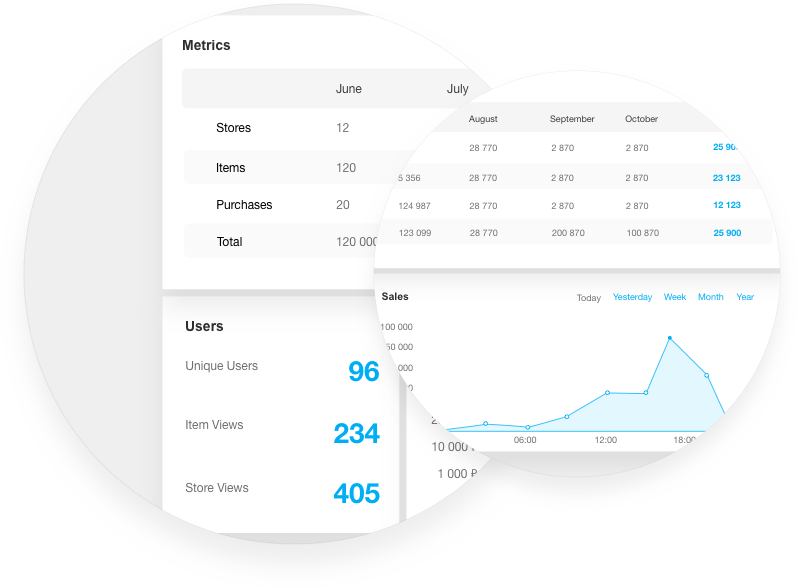 Metrics
June July
Stores 12
Items 120
Purchases 20
Total 120 000
August September October
28 770 2 870 2 870 25 90
5 356 28 770 2 870 2 870 23 123
124 987 28 770 2 870 2 870 12 123
123 099 28 770 200 870 100 870 25 900
Sales Today Yesterday Week Month Year
100 000
50 000
000
0
06:00 12:00 18:00
Users
Unique Users 96
Item Views 234
Store Views 405
2
10 000
1 000 ₽